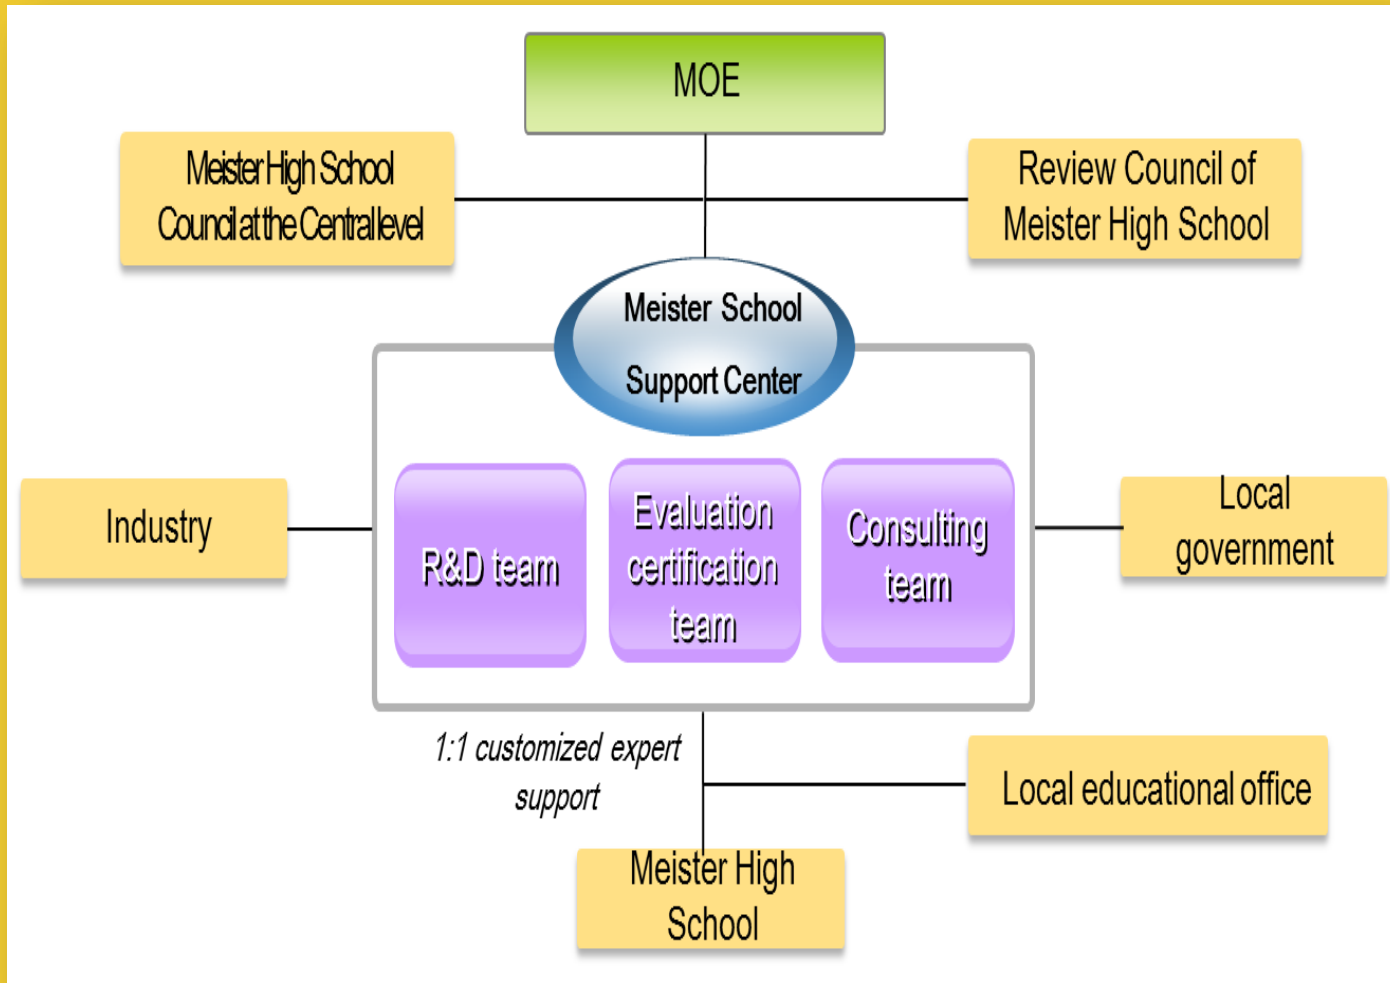 MOE
Meister High School
Council at the Central level
Review Council of
Meister High School
Meister School
Support Center
Industry
R&D team
Evaluation
certification
team
Consulting
team
Local
government
1:1 customized expert
support
Local educational office
Meister High
School